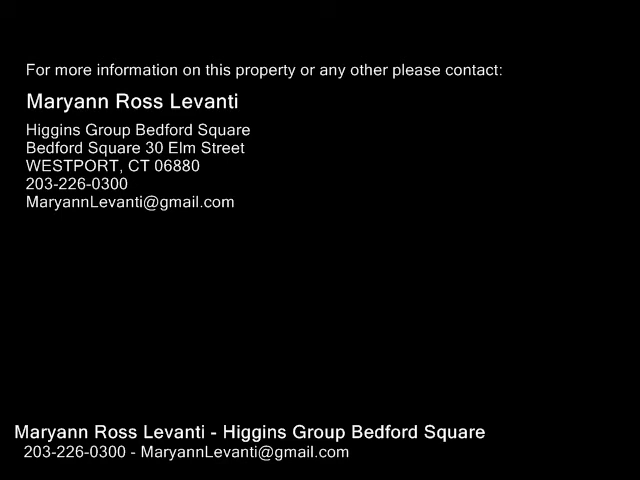 For more information on this property or any other please contact:
Maryann Ross Levanti
Higgins Group Bedford Square
Bedford Square 30 Elm Street
WESTPORT, CT 06880
203-226-0300
MaryannLevanti@gmail.com
Maryann Ross Levanti - Higgins Group Bedford Square
203-226-0300 - MaryannLevanti@gmail.com